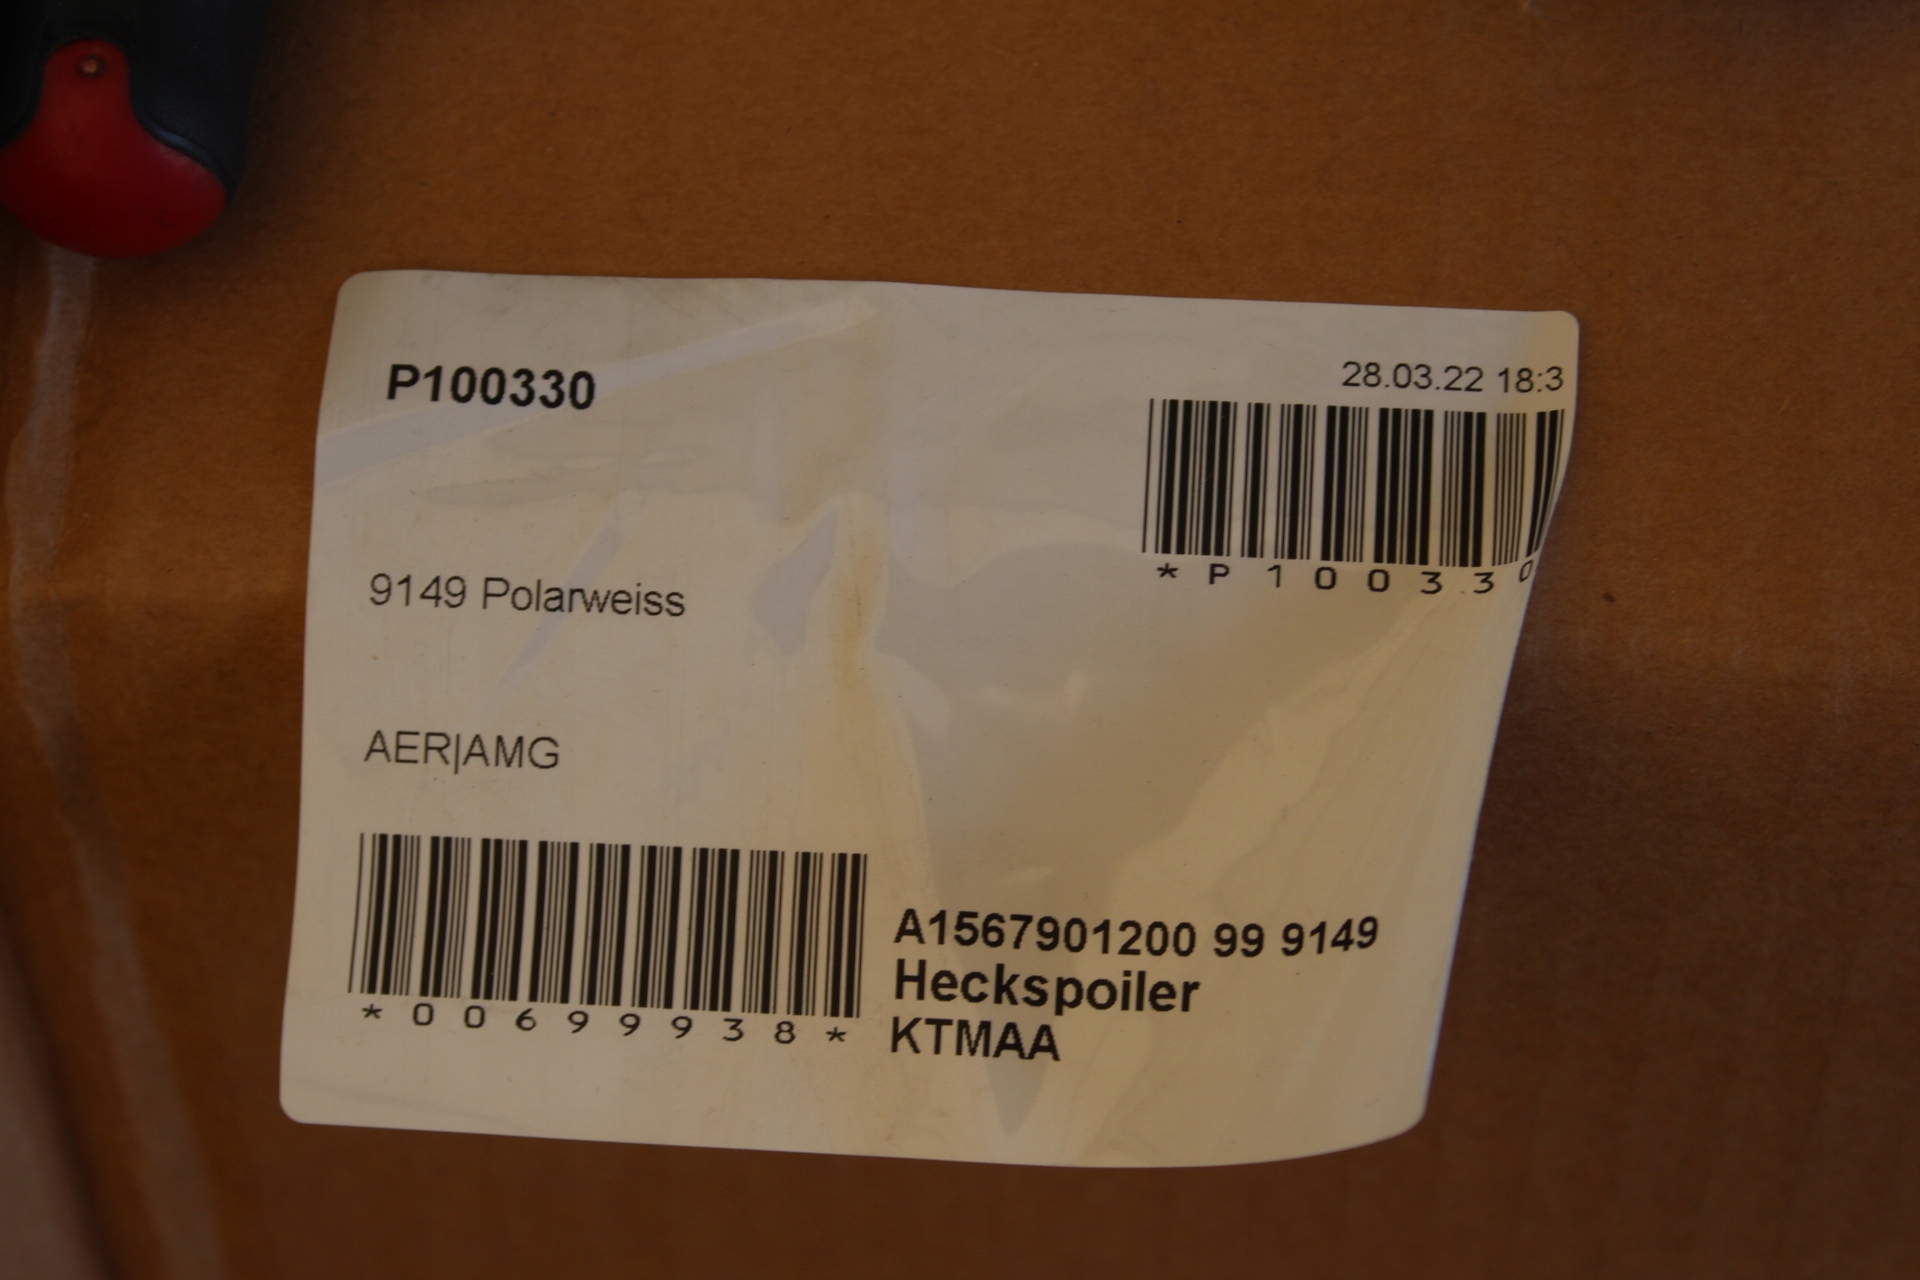 P100330
28.03.22 18:3
*P100330
9149 Polarweiss
AER|AMG
*00699938*
A1567901200 99 9149
Heckspoiler
KTMAA